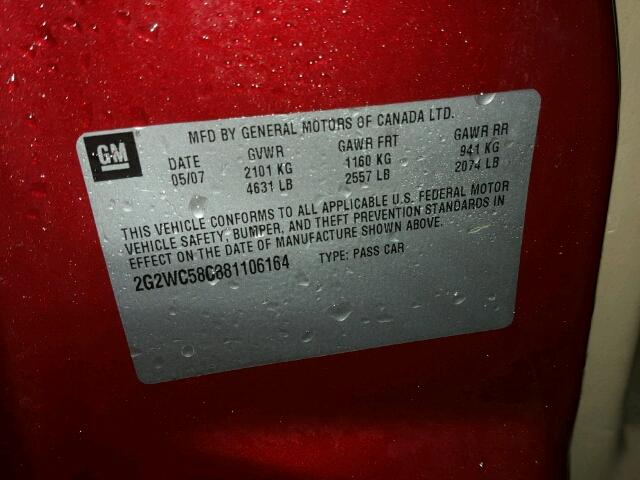 MFD BY GENERAL MOTORS OF CANADA LTD.
GM
DATE GVWR GAWR FRT GAWR RR
05/07 2101 KG 1160 KG 941 KG
4631 LB 2557 LB 2074 LB
THIS VEHICLE CONFORMS TO ALL APPLICABLE U.S. FEDERAL MOTOR
VEHICLE SAFETY, BUMPER, AND THEFT PREVENTION STANDARDS IN
EFFECT ON THE DATE OF MANUFACTURE SHOWN ABOVE.
2G2WC58C881106164 TYPE: PASS CAR